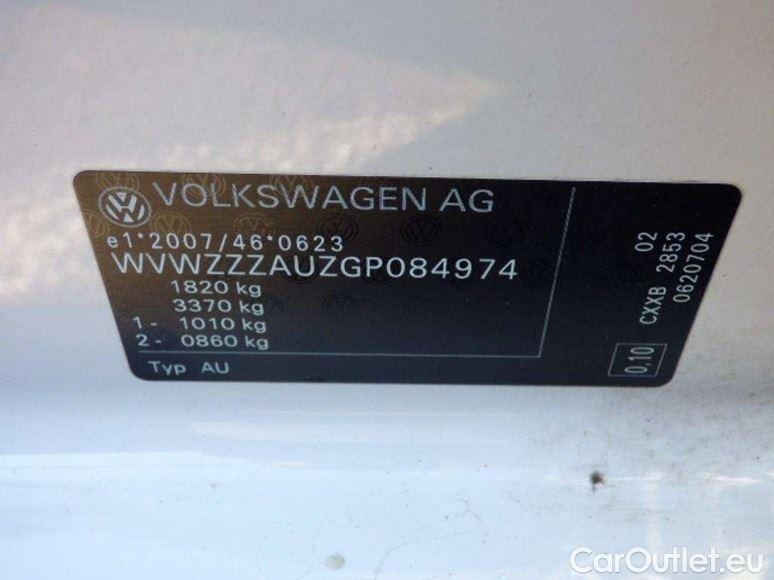 VOLKSWAGEN AG
e1*2007/46*0623
WVWZZZAUZGP084974
1820 kg
3370 kg
1 - 1010 kg
2 - 0860 kg
Typ AU
02
CXXB 2853
0620704
0,10
CarOutlet.eu